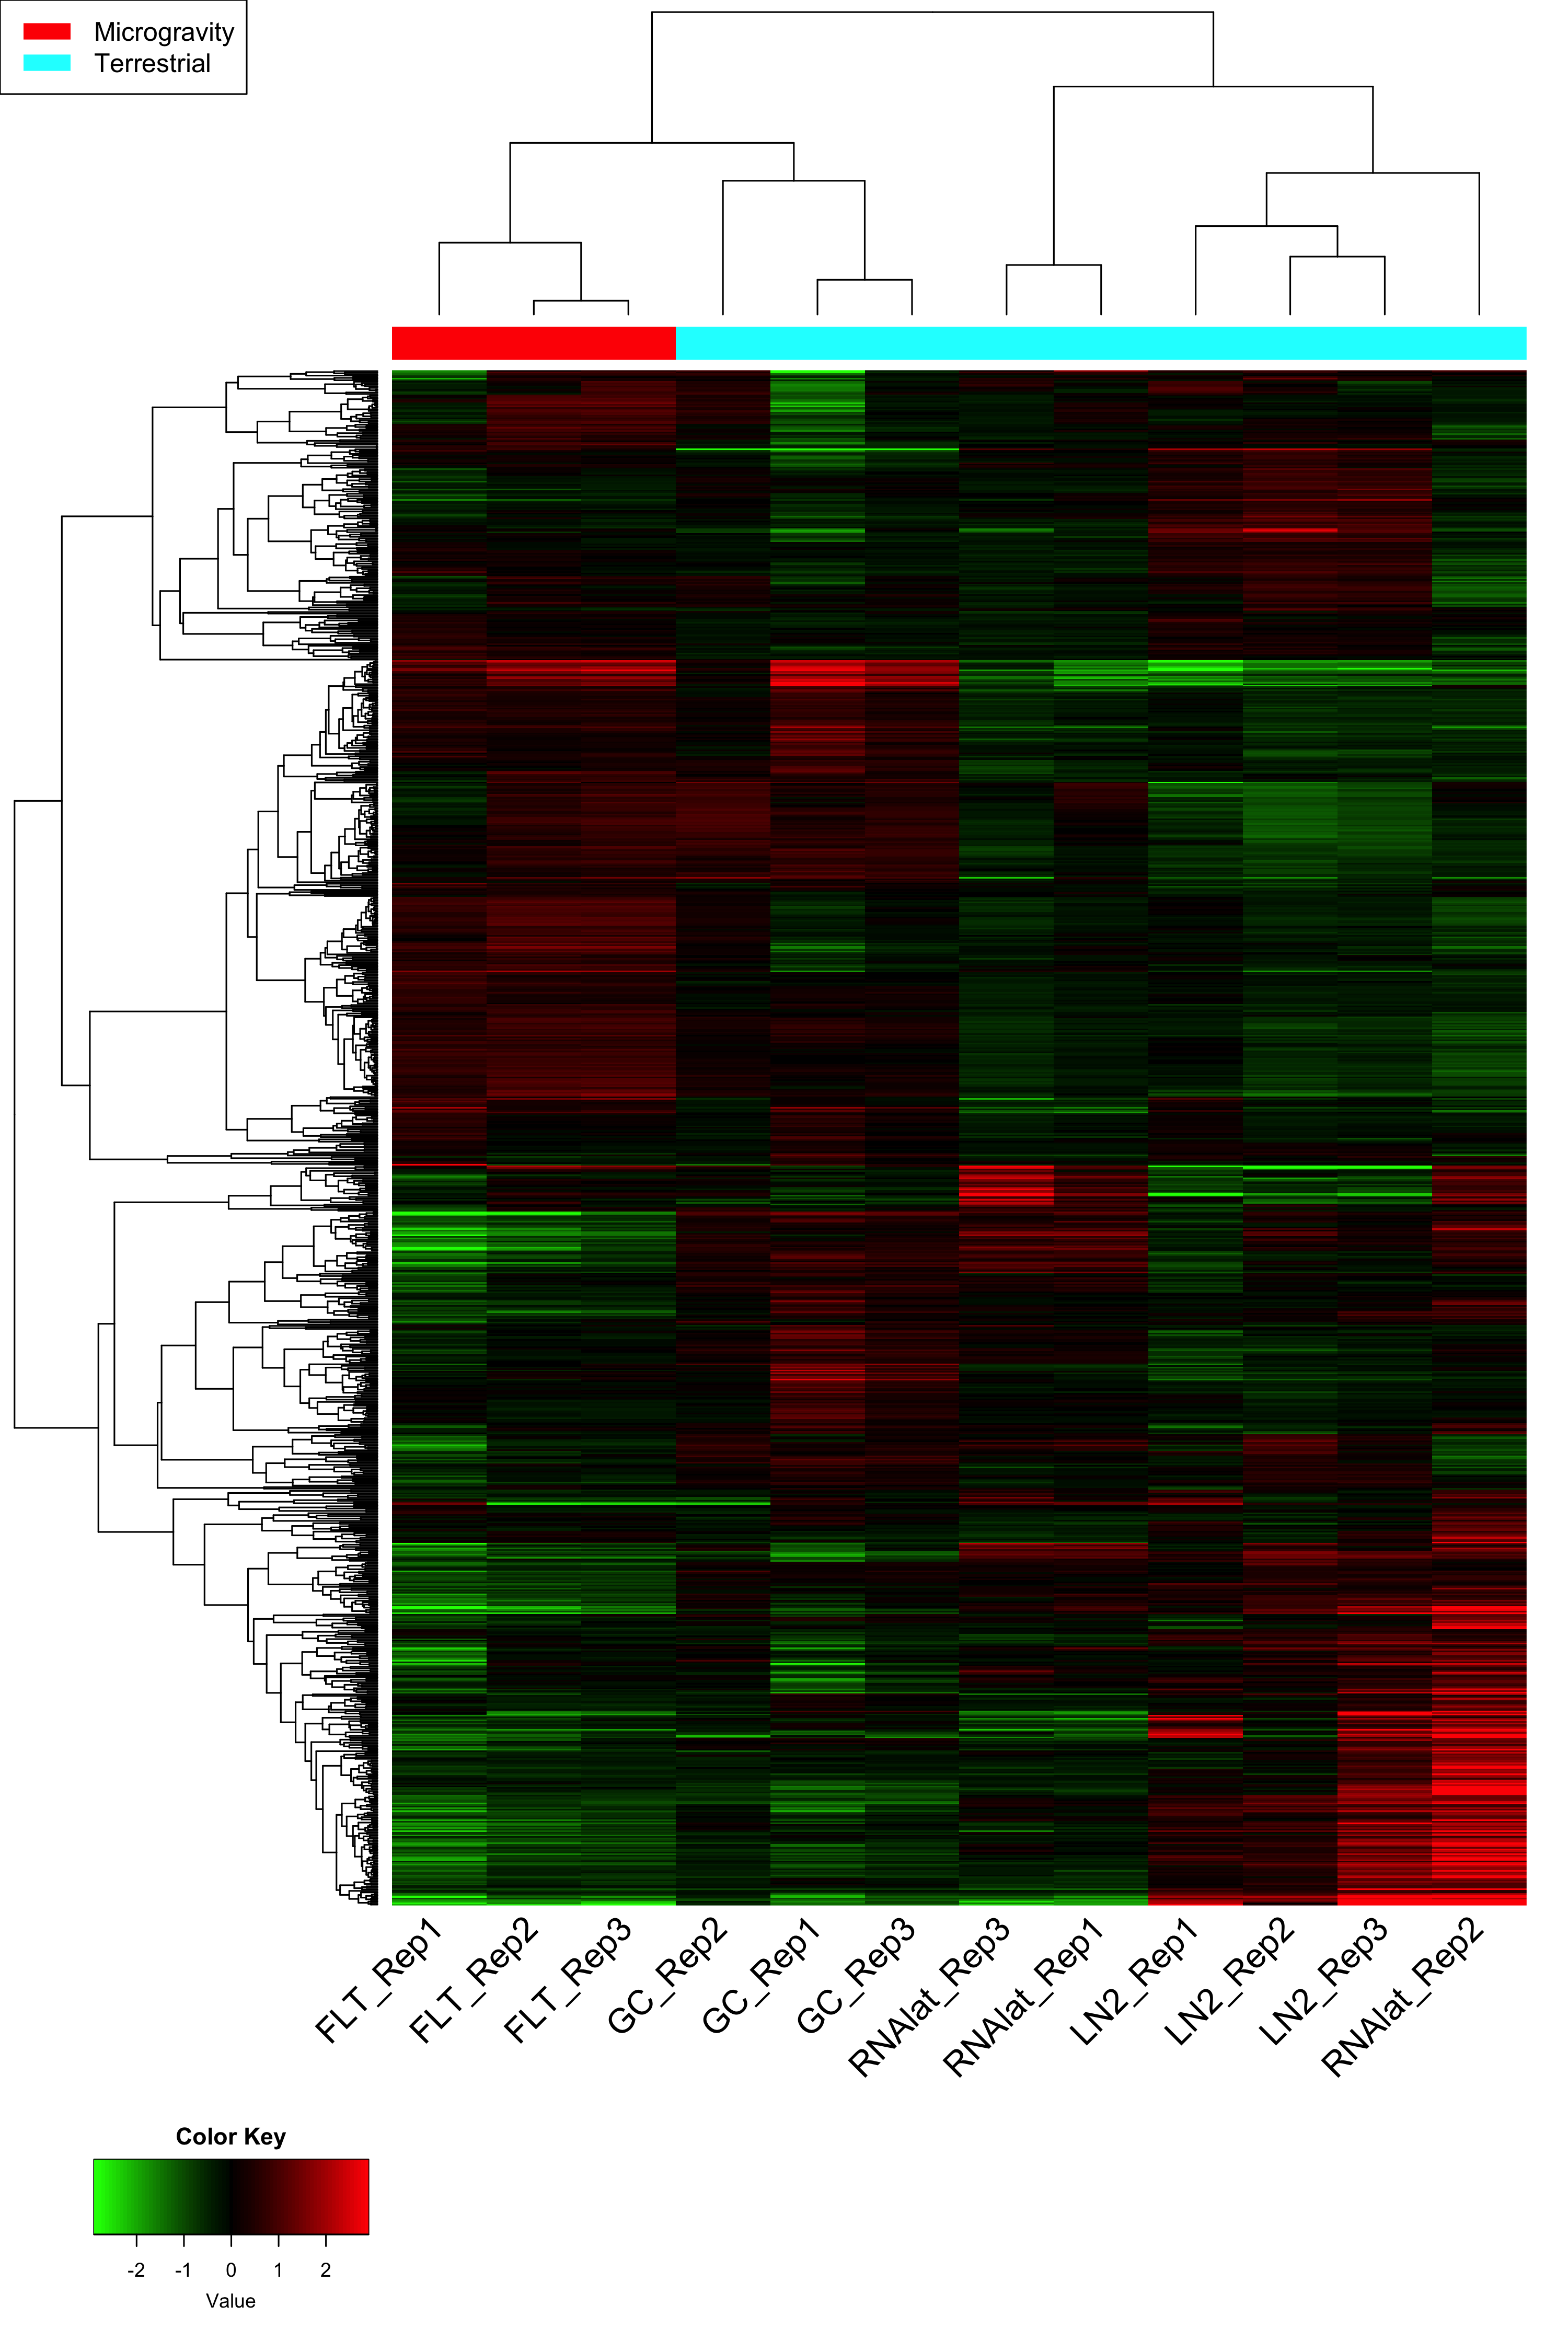 Microgravity
Terrestrial
FLT_Rep1
FLT_Rep2
FLT_Rep3
GC_Rep2
GC_Rep1
GC_Rep3
RNAlat_Rep3
RNAlat_Rep1
LN2_Rep1
LN2_Rep2
LN2_Rep3
RNAlat_Rep2
Color Key
-2 -1 0 1 2
Value